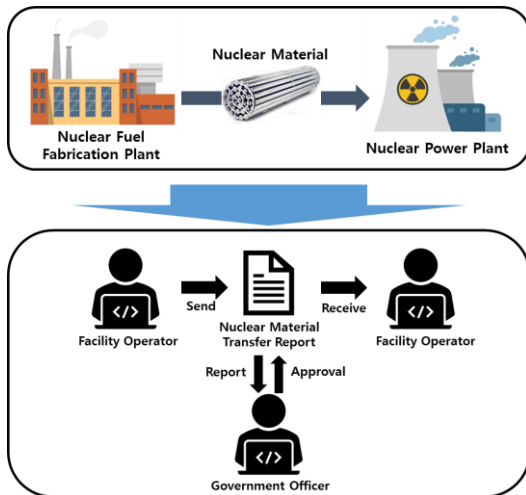 Nuclear Material
Nuclear Fuel
Fabrication Plant
Nuclear Power Plant
</>
Send
</>
Receive
Facility Operator
Nuclear Material
Transfer Report
Facility Operator
Report
Approval
</>
Government Officer